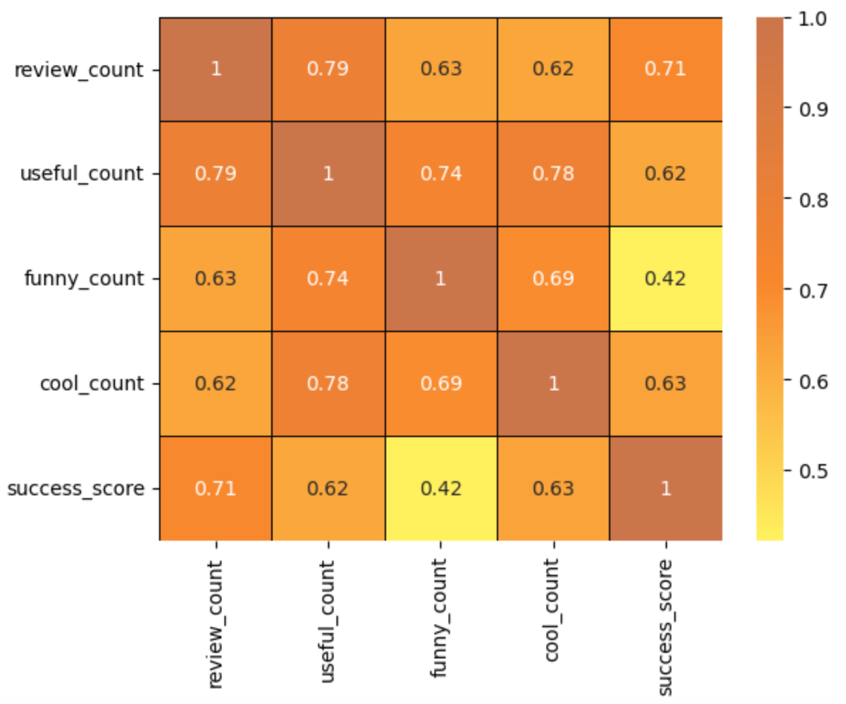 review_count 1 0.79 0.63 0.62 0.71
useful_count 0.79 1 0.74 0.78 0.62
funny_count 0.63 0.74 1 0.69 0.42
cool_count 0.62 0.78 0.69 1 0.63
success_score 0.71 0.62 0.42 0.63 1
review_count
useful_count
funny_count
cool_count
success_score
1.0
0.9
0.8
0.7
0.6
0.5